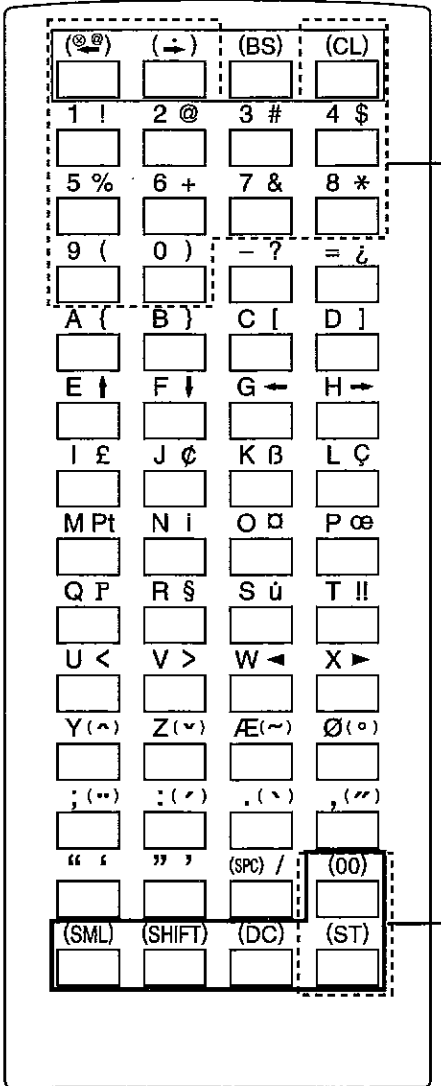 (⊗@ ←) (∸→) (BS) (CL)
1 ! 2 @ 3 # 4 $
5 % 6 + 7 & 8 *
9 ( 0 ) – ? = ¿
A { B } C [ D ]
E ⬆ F ⬇ G ← H →
I £ J ₵ K ß L Ç
M Pt N i O ¤ P œ
Q ₽ R § S ú T !!
U < V > W ◄ X ►
Y(ˆ) Z(ˇ) Æ(~) Ø(°)
;(¨) :(´) .(`) ,(˝)
“ ‘ ” ’ (SPC) / (00)
(SML) (SHIFT) (DC) (ST)